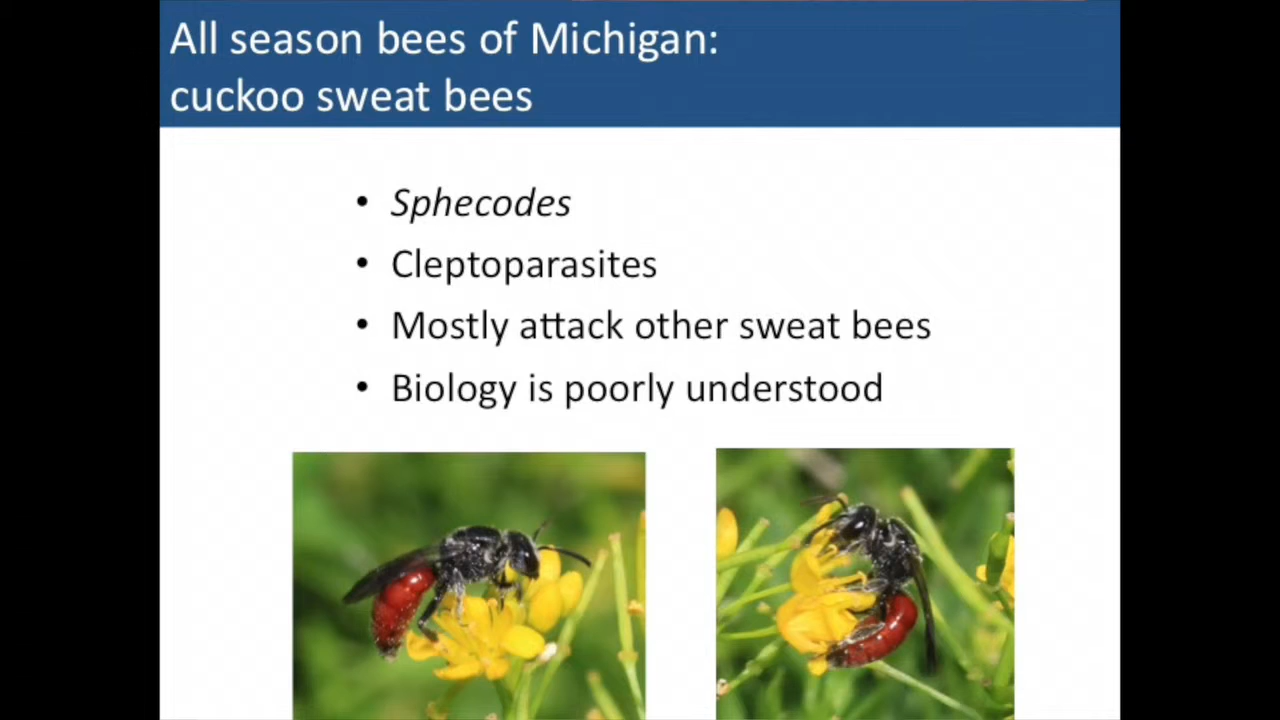 All season bees of Michigan:
cuckoo sweat bees
• Sphecodes
• Cleptoparasites
• Mostly attack other sweat bees
• Biology is poorly understood